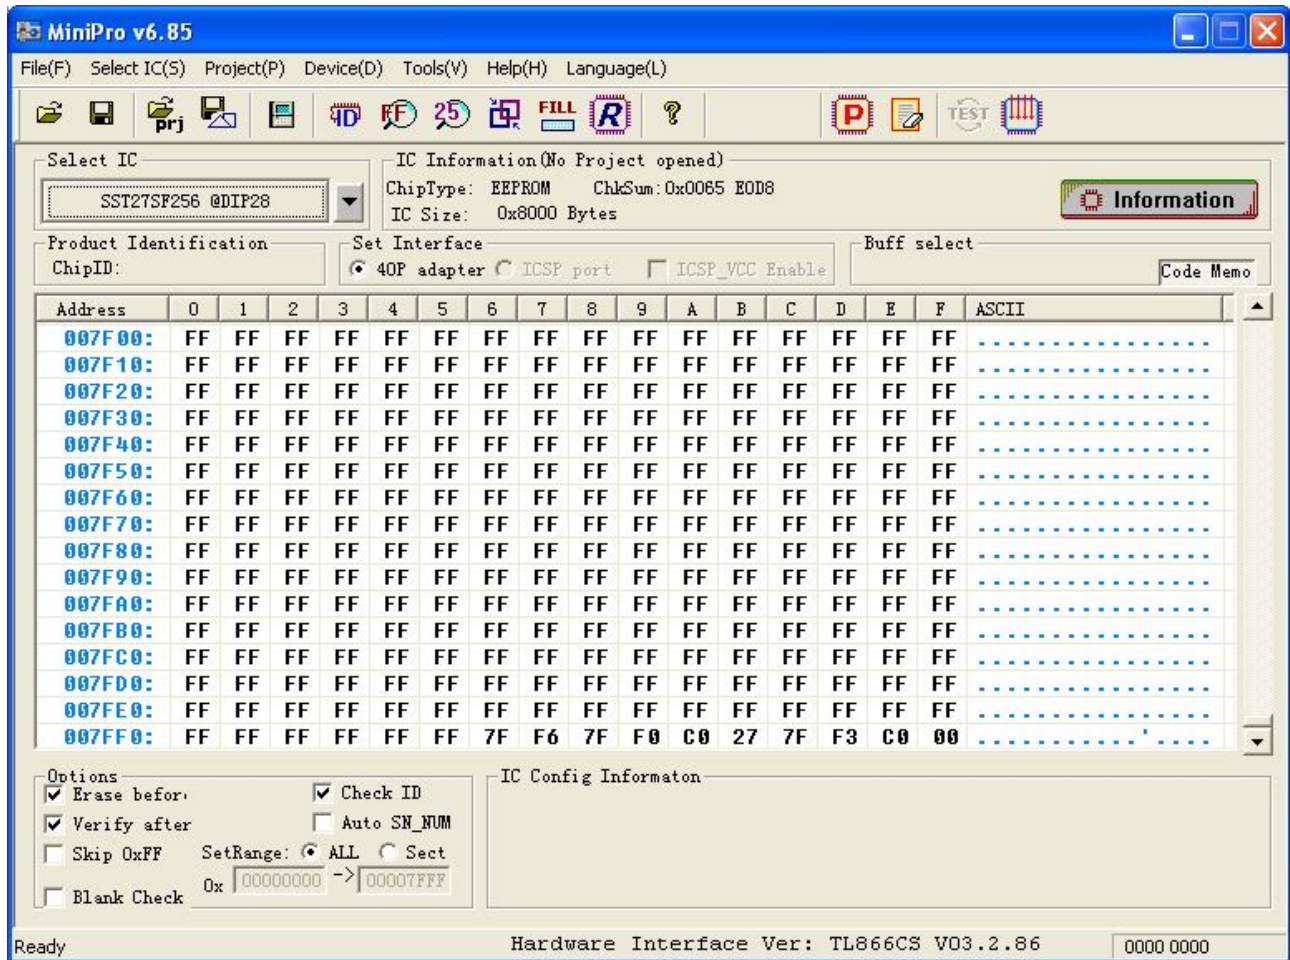 MiniPro v6.85
File(F) Select IC(S) Project(P) Device(D) Tools(V) Help(H) Language(L)
prj ID FF 25 FILL R ? P TEST
Select IC
SST27SF256 @DIP28
IC Information(No Project opened)
ChipType: EEPROM ChkSum:0x0065 E0D8
IC Size: 0x8000 Bytes
Information
Product Identification
ChipID:
Set Interface
40P adapter ICSP port ICSP_VCC Enable
Buff select
Code Memo
Address 0 1 2 3 4 5 6 7 8 9 A B C D E F ASCII
007F00: FF FF FF FF FF FF FF FF FF FF FF FF FF FF FF FF ................
007F10: FF FF FF FF FF FF FF FF FF FF FF FF FF FF FF FF ................
007F20: FF FF FF FF FF FF FF FF FF FF FF FF FF FF FF FF ................
007F30: FF FF FF FF FF FF FF FF FF FF FF FF FF FF FF FF ................
007F40: FF FF FF FF FF FF FF FF FF FF FF FF FF FF FF FF ................
007F50: FF FF FF FF FF FF FF FF FF FF FF FF FF FF FF FF ................
007F60: FF FF FF FF FF FF FF FF FF FF FF FF FF FF FF FF ................
007F70: FF FF FF FF FF FF FF FF FF FF FF FF FF FF FF FF ................
007F80: FF FF FF FF FF FF FF FF FF FF FF FF FF FF FF FF ................
007F90: FF FF FF FF FF FF FF FF FF FF FF FF FF FF FF FF ................
007FA0: FF FF FF FF FF FF FF FF FF FF FF FF FF FF FF FF ................
007FB0: FF FF FF FF FF FF FF FF FF FF FF FF FF FF FF FF ................
007FC0: FF FF FF FF FF FF FF FF FF FF FF FF FF FF FF FF ................
007FD0: FF FF FF FF FF FF FF FF FF FF FF FF FF FF FF FF ................
007FE0: FF FF FF FF FF FF FF FF FF FF FF FF FF FF FF FF ................
007FF0: FF FF FF FF FF FF 7F F6 7F F0 C0 27 7F F3 C0 00 ...........'....
Options
Erase befor Check ID
Verify after Auto SN_NUM
Skip 0xFF SetRange: ALL Sect
0x 00000000 -> 00007FFF
Blank Check
IC Config Informaton
Ready Hardware Interface Ver: TL866CS V03.2.86 0000 0000